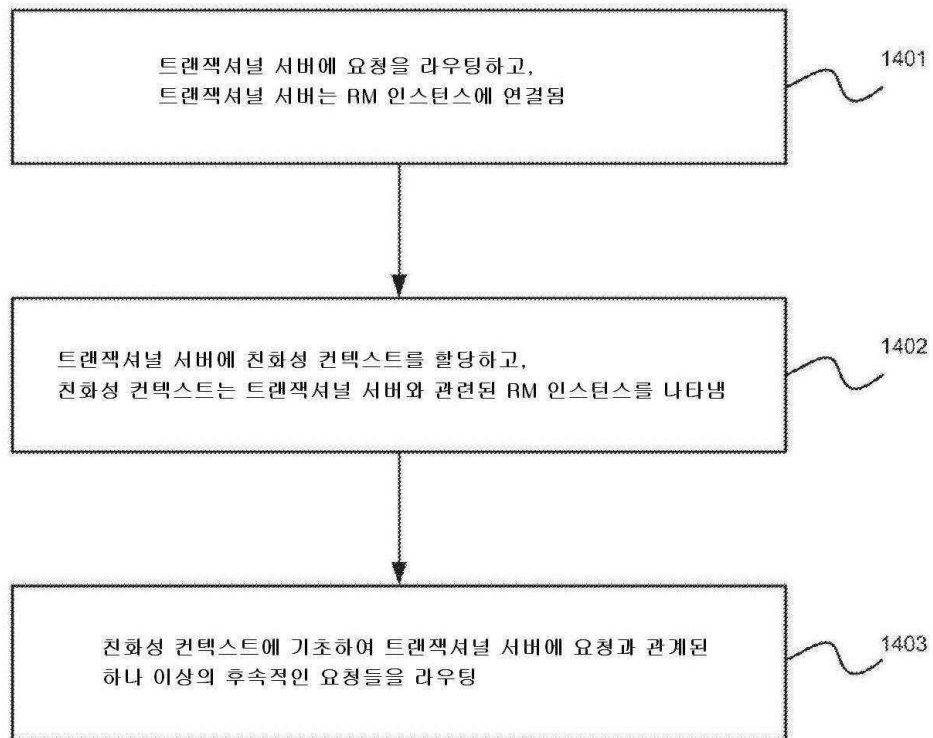 트랜잭셔널 서버에 요청을 라우팅하고,
트랜잭셔널 서버는 RM 인스턴스에 연결됨
1401
트랜잭셔널 서버에 친화성 컨텍스트를 할당하고,
친화성 컨텍스트는 트랜잭셔널 서버와 관련된 RM 인스턴스를 나타냄
1402
친화성 컨텍스트에 기초하여 트랜잭셔널 서버에 요청과 관계된
하나 이상의 후속적인 요청들을 라우팅
1403